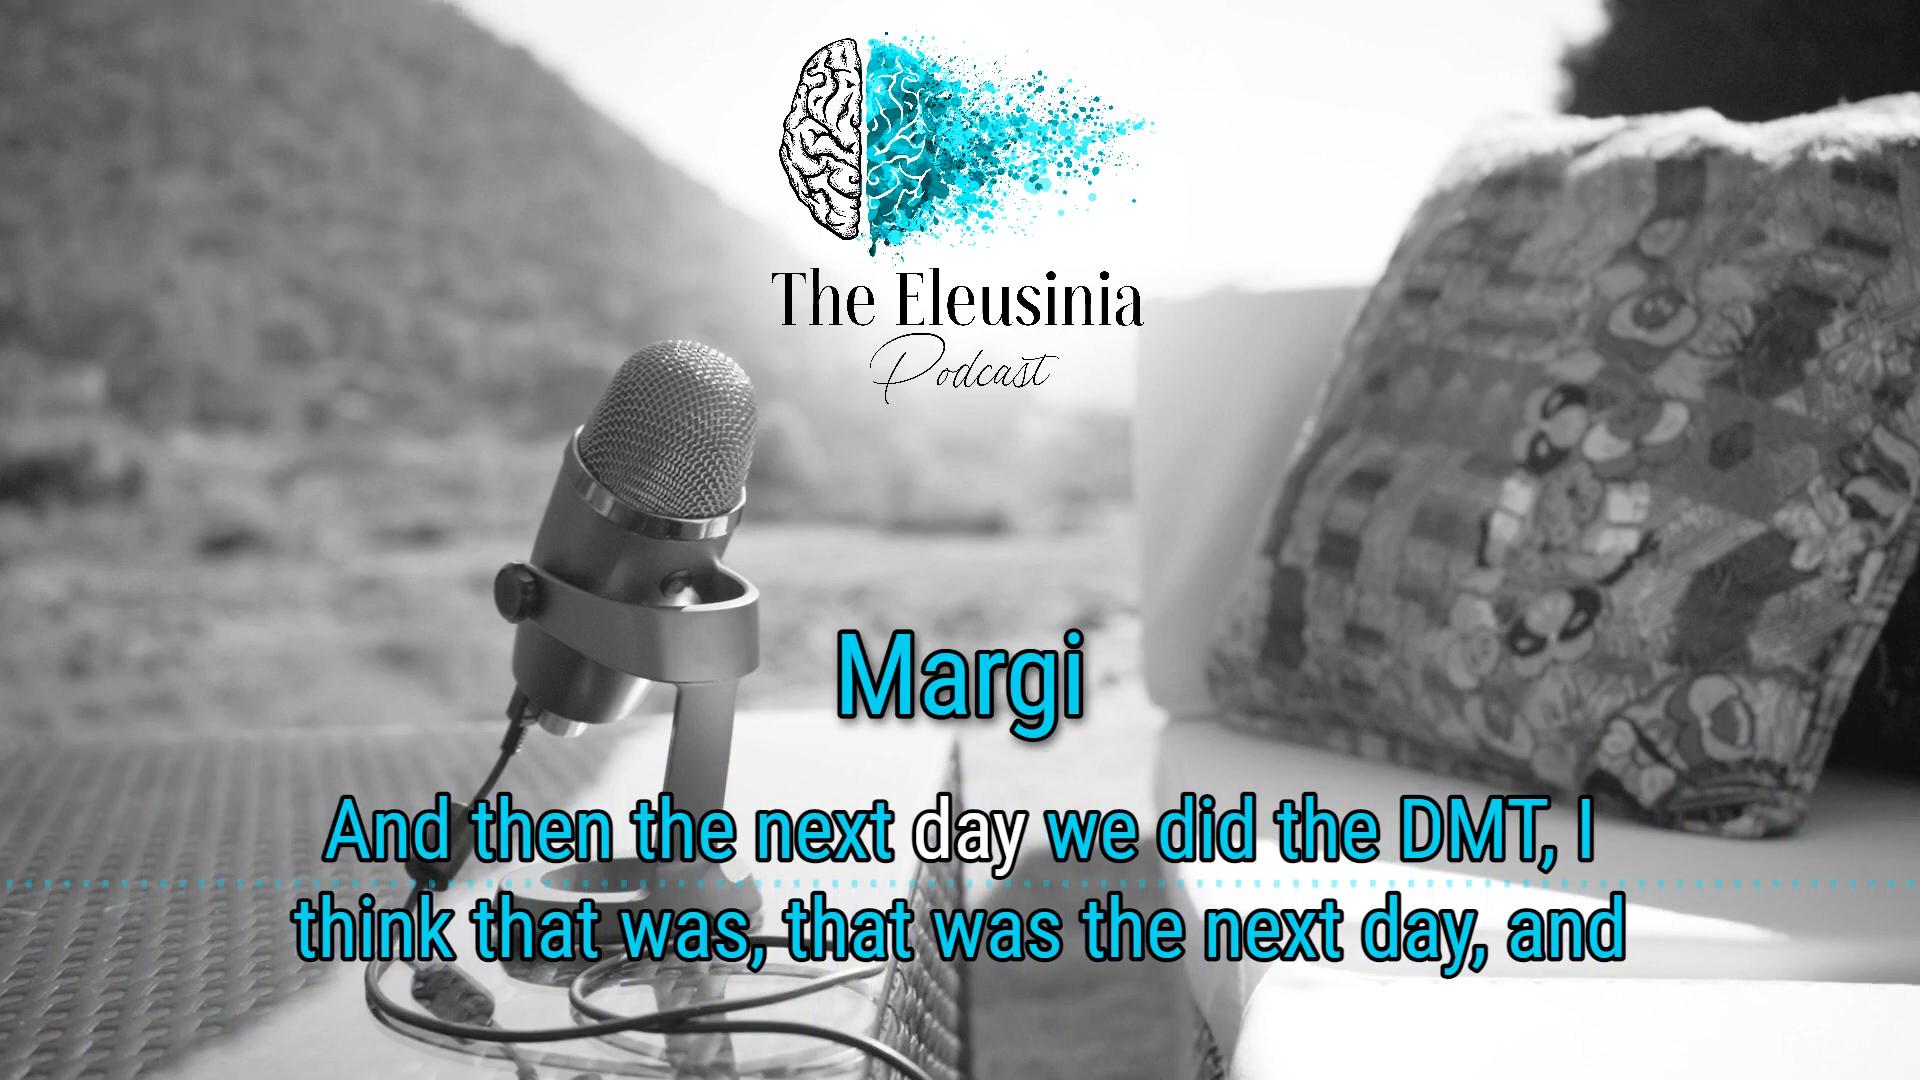 The Eleusinia
Podcast
Margi
And then the next day we did the DMT, I
think that was, that was the next day, and